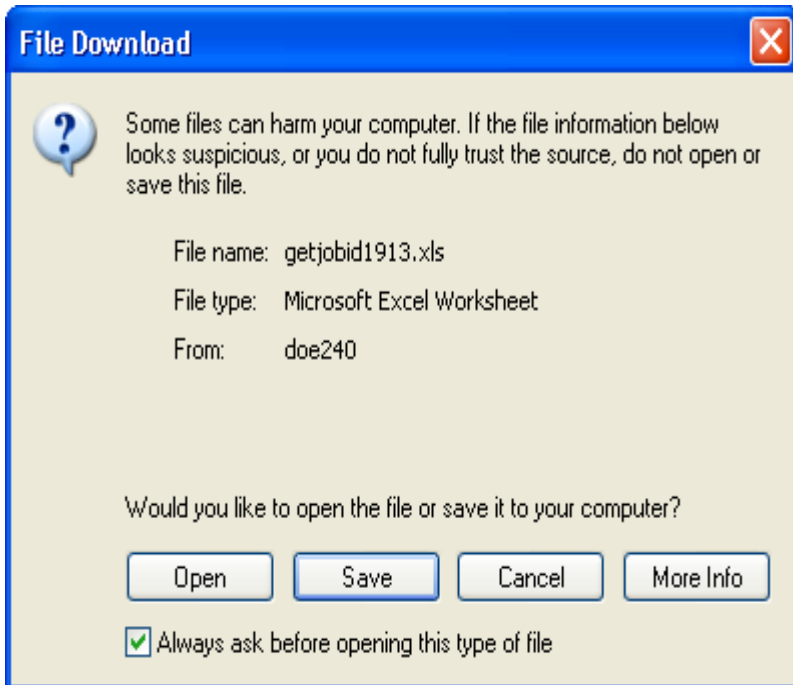 File Download
Some files can harm your computer. If the file information below
looks suspicious, or you do not fully trust the source, do not open or
save this file.
File name: getjobid1913.xls
File type: Microsoft Excel Worksheet
From: doe240
Would you like to open the file or save it to your computer?
Open Save Cancel More Info
Always ask before opening this type of file